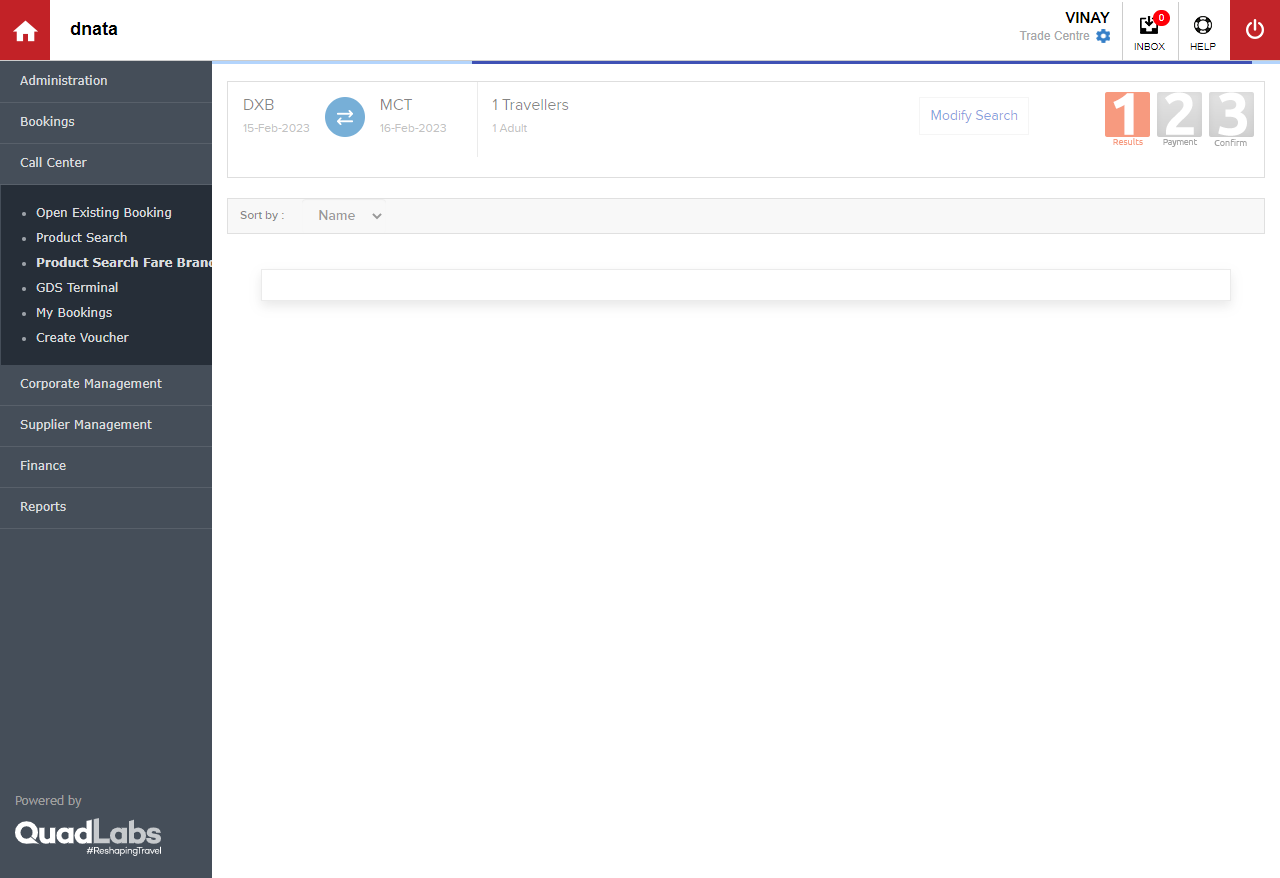 dnata
VINAY
Trade Centre
0
INBOX
HELP
Administration
Bookings
Call Center
Open Existing Booking
Product Search
Product Search Fare Brand
GDS Terminal
My Bookings
Create Voucher
Corporate Management
Supplier Management
Finance
Reports
Powered by
QuadLabs
#ReshapingTravel
DXB
15-Feb-2023
MCT
16-Feb-2023
1 Travellers
1 Adult
Modify Search
1 2 3
Results Payment Confirm
Sort by : Name